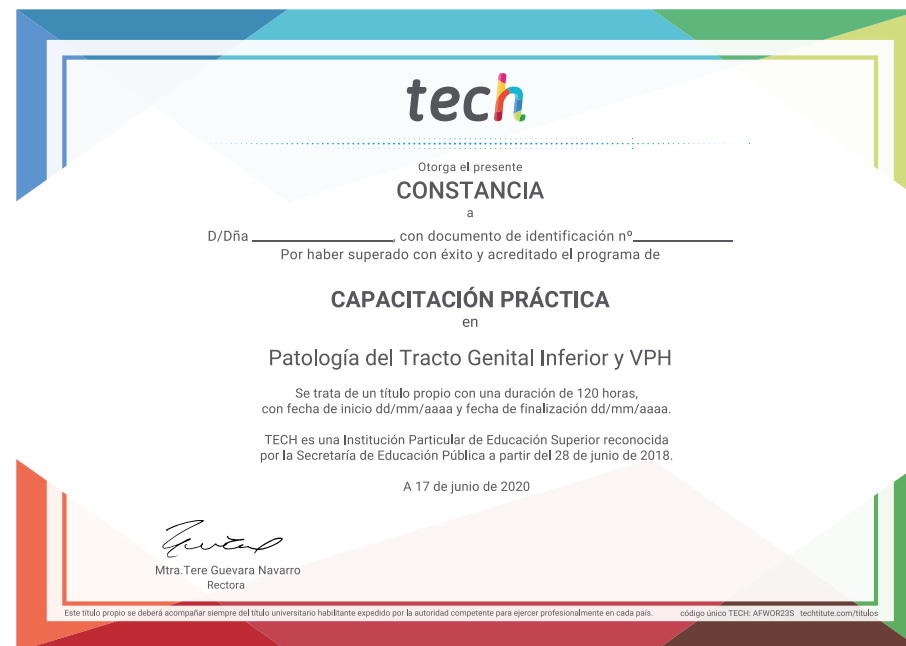 tech
Otorga el presente
CONSTANCIA
a
D/Dña ____________________, con documento de identificación nº______________
Por haber superado con éxito y acreditado el programa de
CAPACITACIÓN PRÁCTICA
en
Patología del Tracto Genital Inferior y VPH
Se trata de un título propio con una duración de 120 horas,
con fecha de inicio dd/mm/aaaa y fecha de finalización dd/mm/aaaa.
TECH es una Institución Particular de Educación Superior reconocida
por la Secretaría de Educación Pública a partir del 28 de junio de 2018.
A 17 de junio de 2020
Mtra.Tere Guevara Navarro
Rectora
Este título propio se deberá acompañar siempre del título universitario habilitante expedido por la autoridad competente para ejercer profesionalmente en cada país. código único TECH: AFWOR23S techtitute.com/titulos